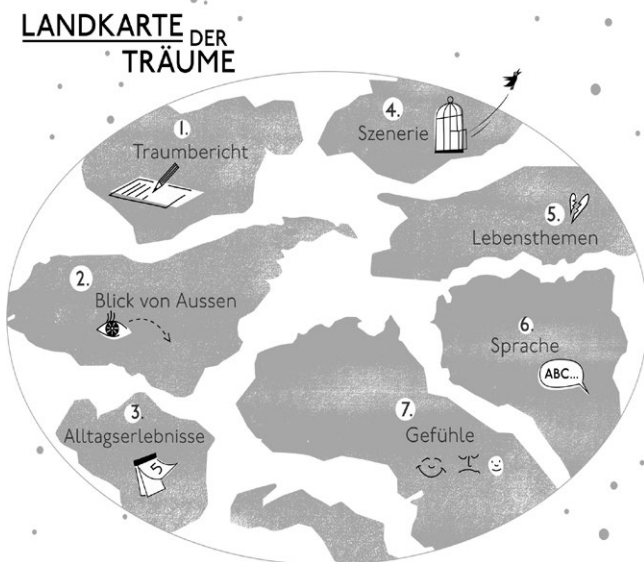 LANDKARTE DER
TRÄUME
1.
Traumbericht
2.
Blick von Aussen
3.
Alltagserlebnisse
5
4.
Szenerie
5.
Lebensthemen
6.
Sprache
ABC...
7.
Gefühle